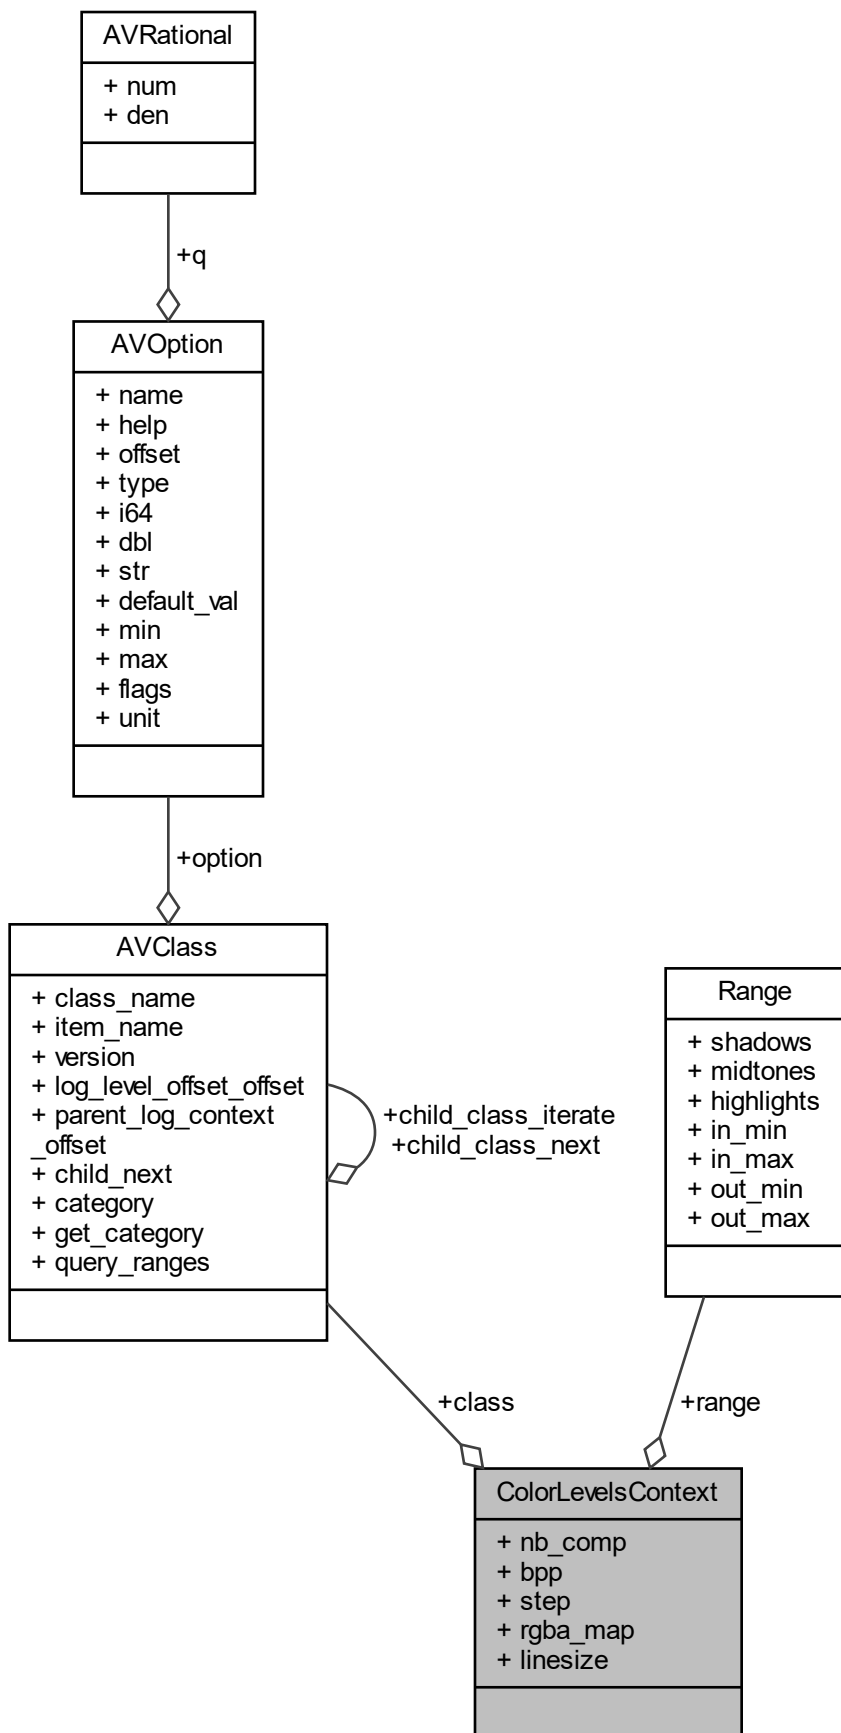 AVRational
+ num
+ den
+q
AVOption
+ name
+ help
+ offset
+ type
+ i64
+ dbl
+ str
+ default_val
+ min
+ max
+ flags
+ unit
+option
AVClass
+ class_name
+ item_name
+ version
+ log_level_offset_offset
+ parent_log_context
_offset
+ child_next
+ category
+ get_category
+ query_ranges
+child_class_iterate
+child_class_next
Range
+ shadows
+ midtones
+ highlights
+ in_min
+ in_max
+ out_min
+ out_max
+class
+range
ColorLevelsContext
+ nb_comp
+ bpp
+ step
+ rgba_map
+ linesize